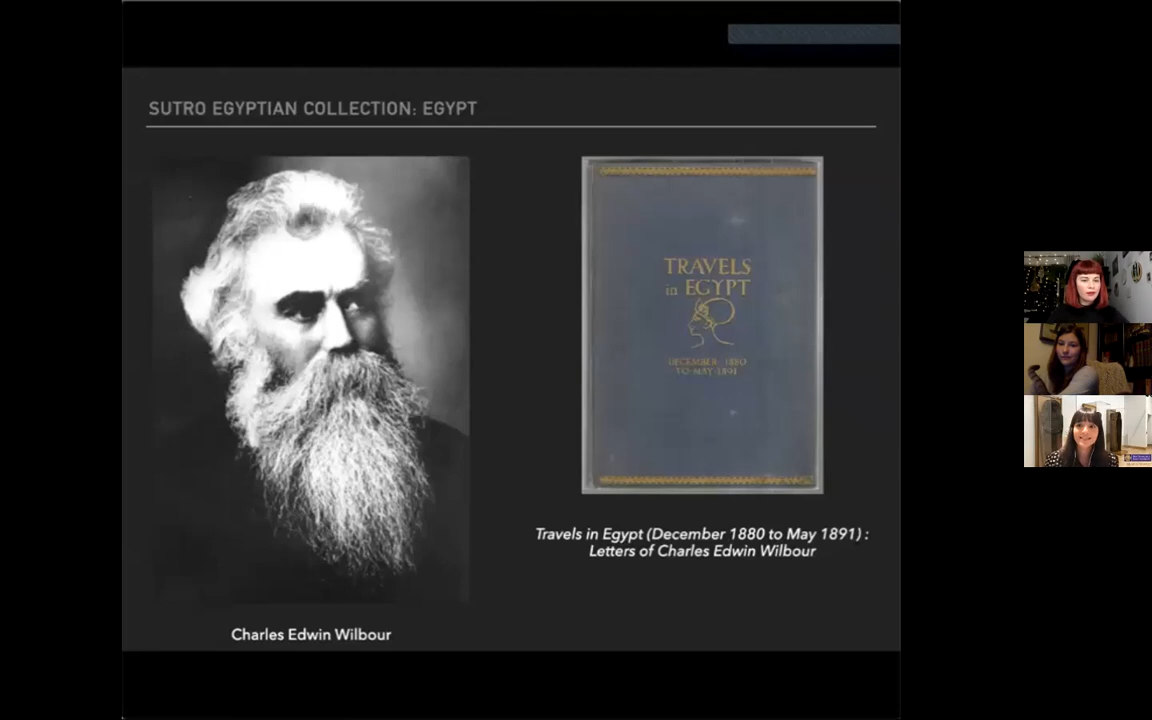 SUTRO EGYPTIAN COLLECTION: EGYPT
TRAVELS
in EGYPT
DECEMBER 1880
TO MAY 1891
Travels in Egypt (December 1880 to May 1891) :
Letters of Charles Edwin Wilbour
Charles Edwin Wilbour